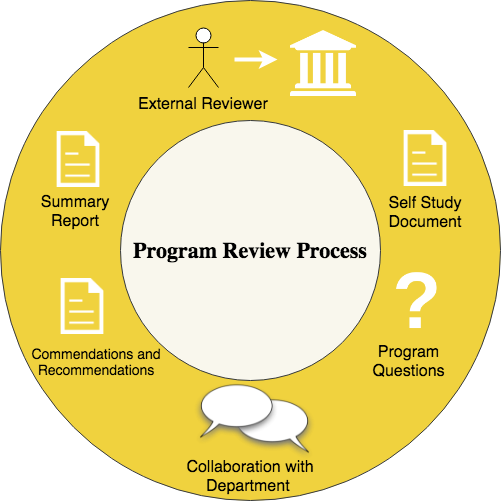 External Reviewer
Self Study
Document
Program
Questions
Collaboration with
Department
Commendations and
Recommendations
Summary
Report
Program Review Process
?